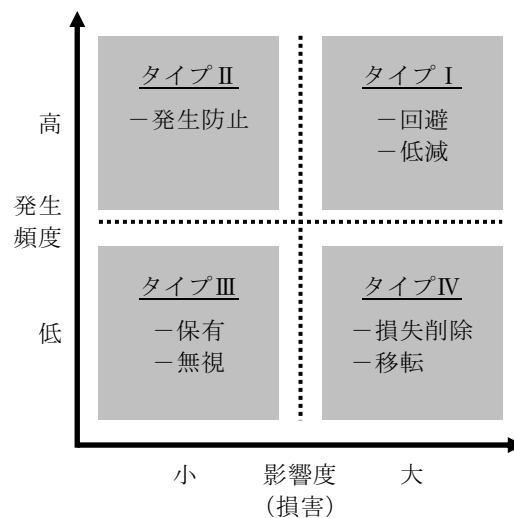 タイプⅡ
－発生防止
タイプⅠ
－回避
－低減
高
発生
頻度
低
タイプⅢ
－保有
－無視
タイプⅣ
－損失削除
－移転
小
影響度
（損害）
大